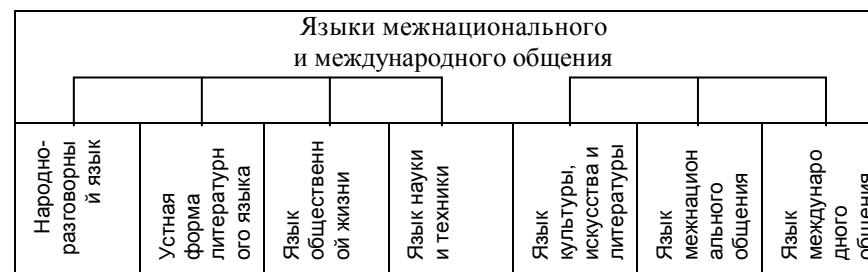 Языки межнационального
и международного общения
Народно-
разговорны
й язык
Устная
форма
литературн
ого языка
Язык
общественн
ой жизни
Язык науки
и техники
Язык
культуры,
искусства и
литературы
Язык
межнацион
ального
общения
Язык
междунаро
дного
общения